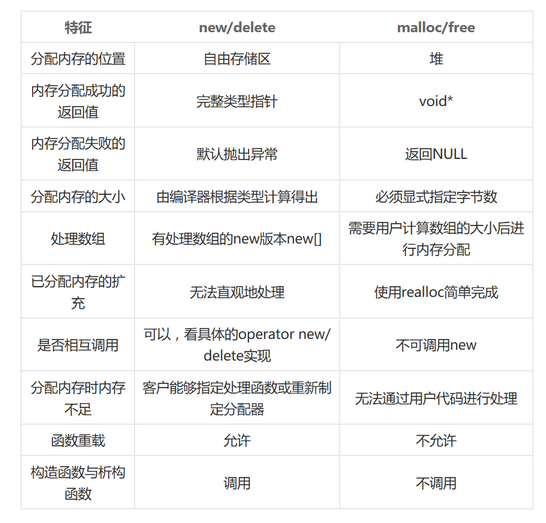 特征 new/delete malloc/free
分配内存的位置 自由存储区 堆
内存分配成功的
返回值 完整类型指针 void*
内存分配失败的
返回值 默认抛出异常 返回NULL
分配内存的大小 由编译器根据类型计算得出 必须显式指定字节数
处理数组 有处理数组的new版本new[] 需要用户计算数组的大小后进
行内存分配
已分配内存的扩
充 无法直观地处理 使用realloc简单完成
是否相互调用 可以，看具体的operator new/
delete实现 不可调用new
分配内存时内存
不足 客户能够指定处理函数或重新制
定分配器 无法通过用户代码进行处理
函数重载 允许 不允许
构造函数与析构
函数 调用 不调用